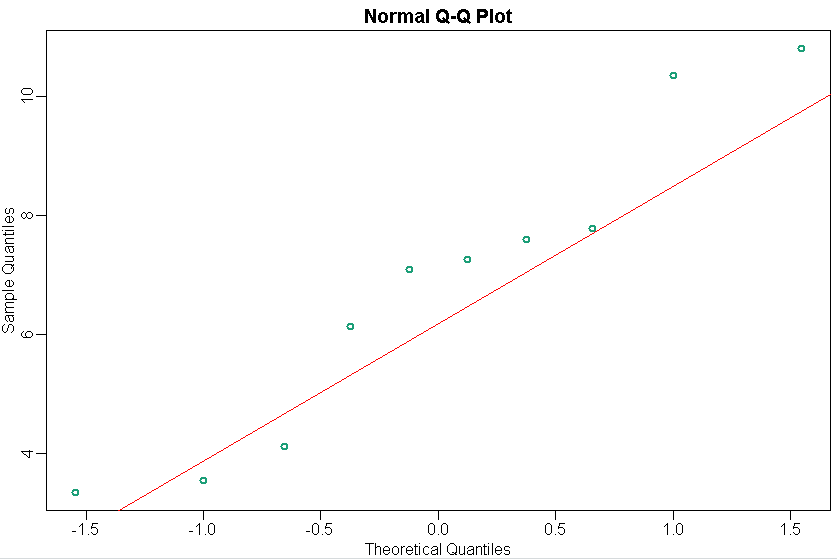 Normal Q-Q Plot
Sample Quantiles
10
8
6
4
-1.5 -1.0 -0.5 0.0 0.5 1.0 1.5
Theoretical Quantiles